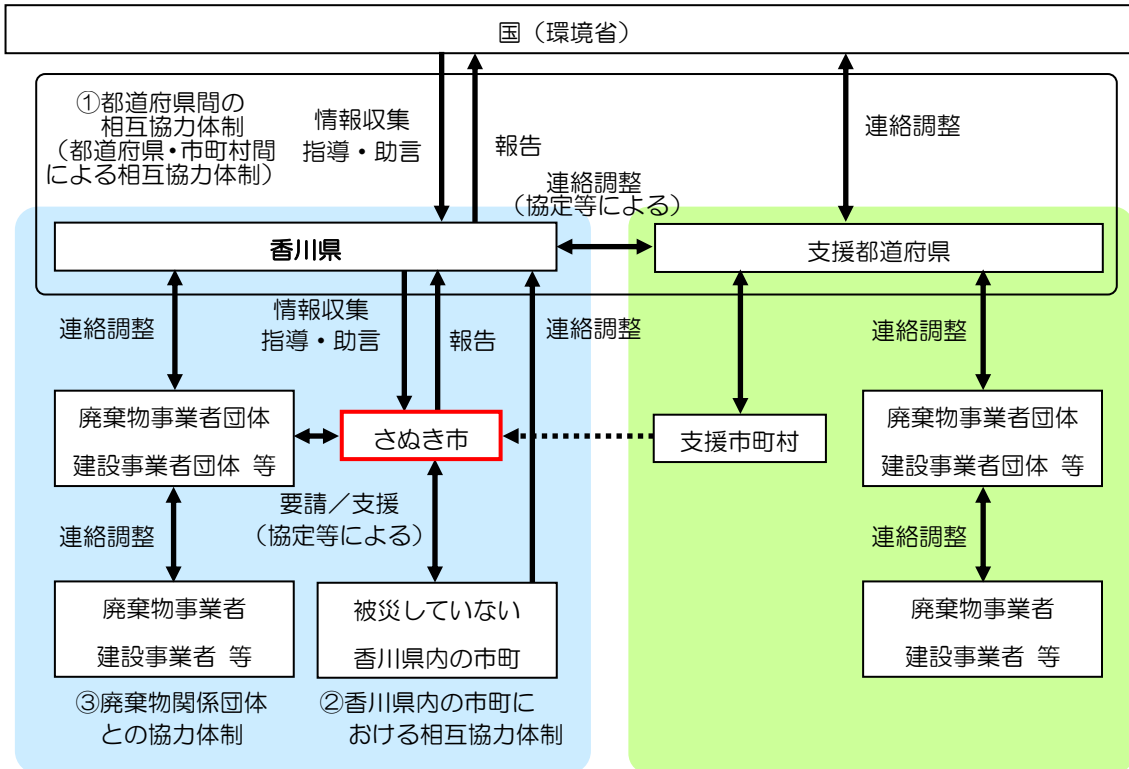 国（環境省）
①都道府県間の
相互協力体制
（都道府県・市町村間
による相互協力体制）
情報収集
指導・助言
報告
連絡調整
連絡調整
（協定等による）
香川県
支援都道府県
連絡調整
情報収集
指導・助言
報告
連絡調整
連絡調整
廃棄物事業者団体
建設事業者団体 等
さぬき市
支援市町村
廃棄物事業者団体
建設事業者団体 等
連絡調整
要請／支援
（協定等による）
連絡調整
廃棄物事業者
建設事業者 等
被災していない
香川県内の市町
廃棄物事業者
建設事業者 等
③廃棄物関係団体
との協力体制
②香川県内の市町に
おける相互協力体制